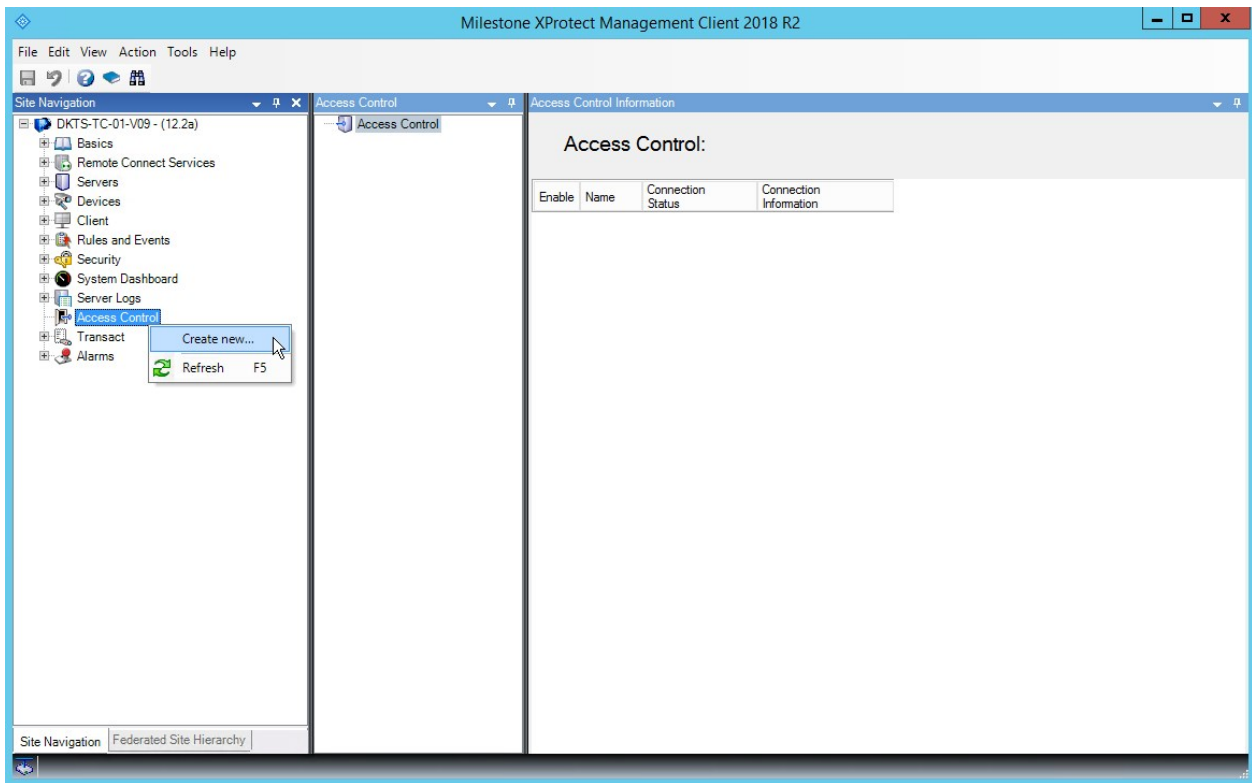 Milestone XProtect Management Client 2018 R2
File Edit View Action Tools Help
Site Navigation
DKTS-TC-01-V09 - (12.2a)
Basics
Remote Connect Services
Servers
Devices
Client
Rules and Events
Security
System Dashboard
Server Logs
Access Control
Transact
Alarms
Create new...
Refresh F5
Site Navigation Federated Site Hierarchy
Access Control
Access Control
Access Control Information
Access Control:
Enable Name Connection Status Connection Information